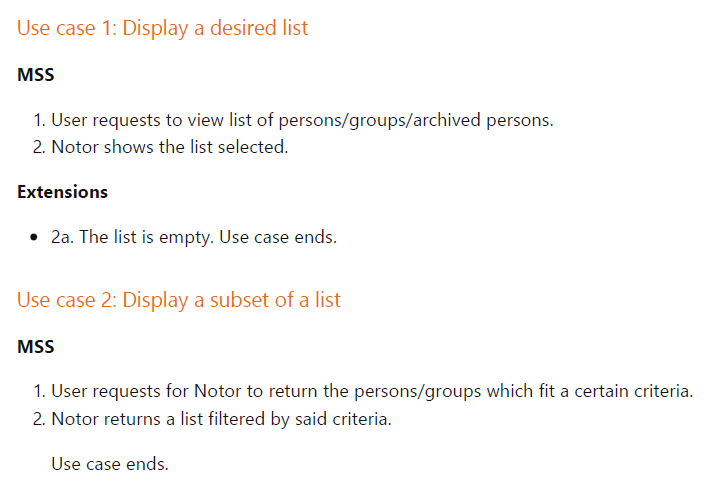 Use case 1: Display a desired list
MSS
1. User requests to view list of persons/groups/archived persons.
2. Notor shows the list selected.
Extensions
• 2a. The list is empty. Use case ends.
Use case 2: Display a subset of a list
MSS
1. User requests for Notor to return the persons/groups which fit a certain criteria.
2. Notor returns a list filtered by said criteria.
Use case ends.